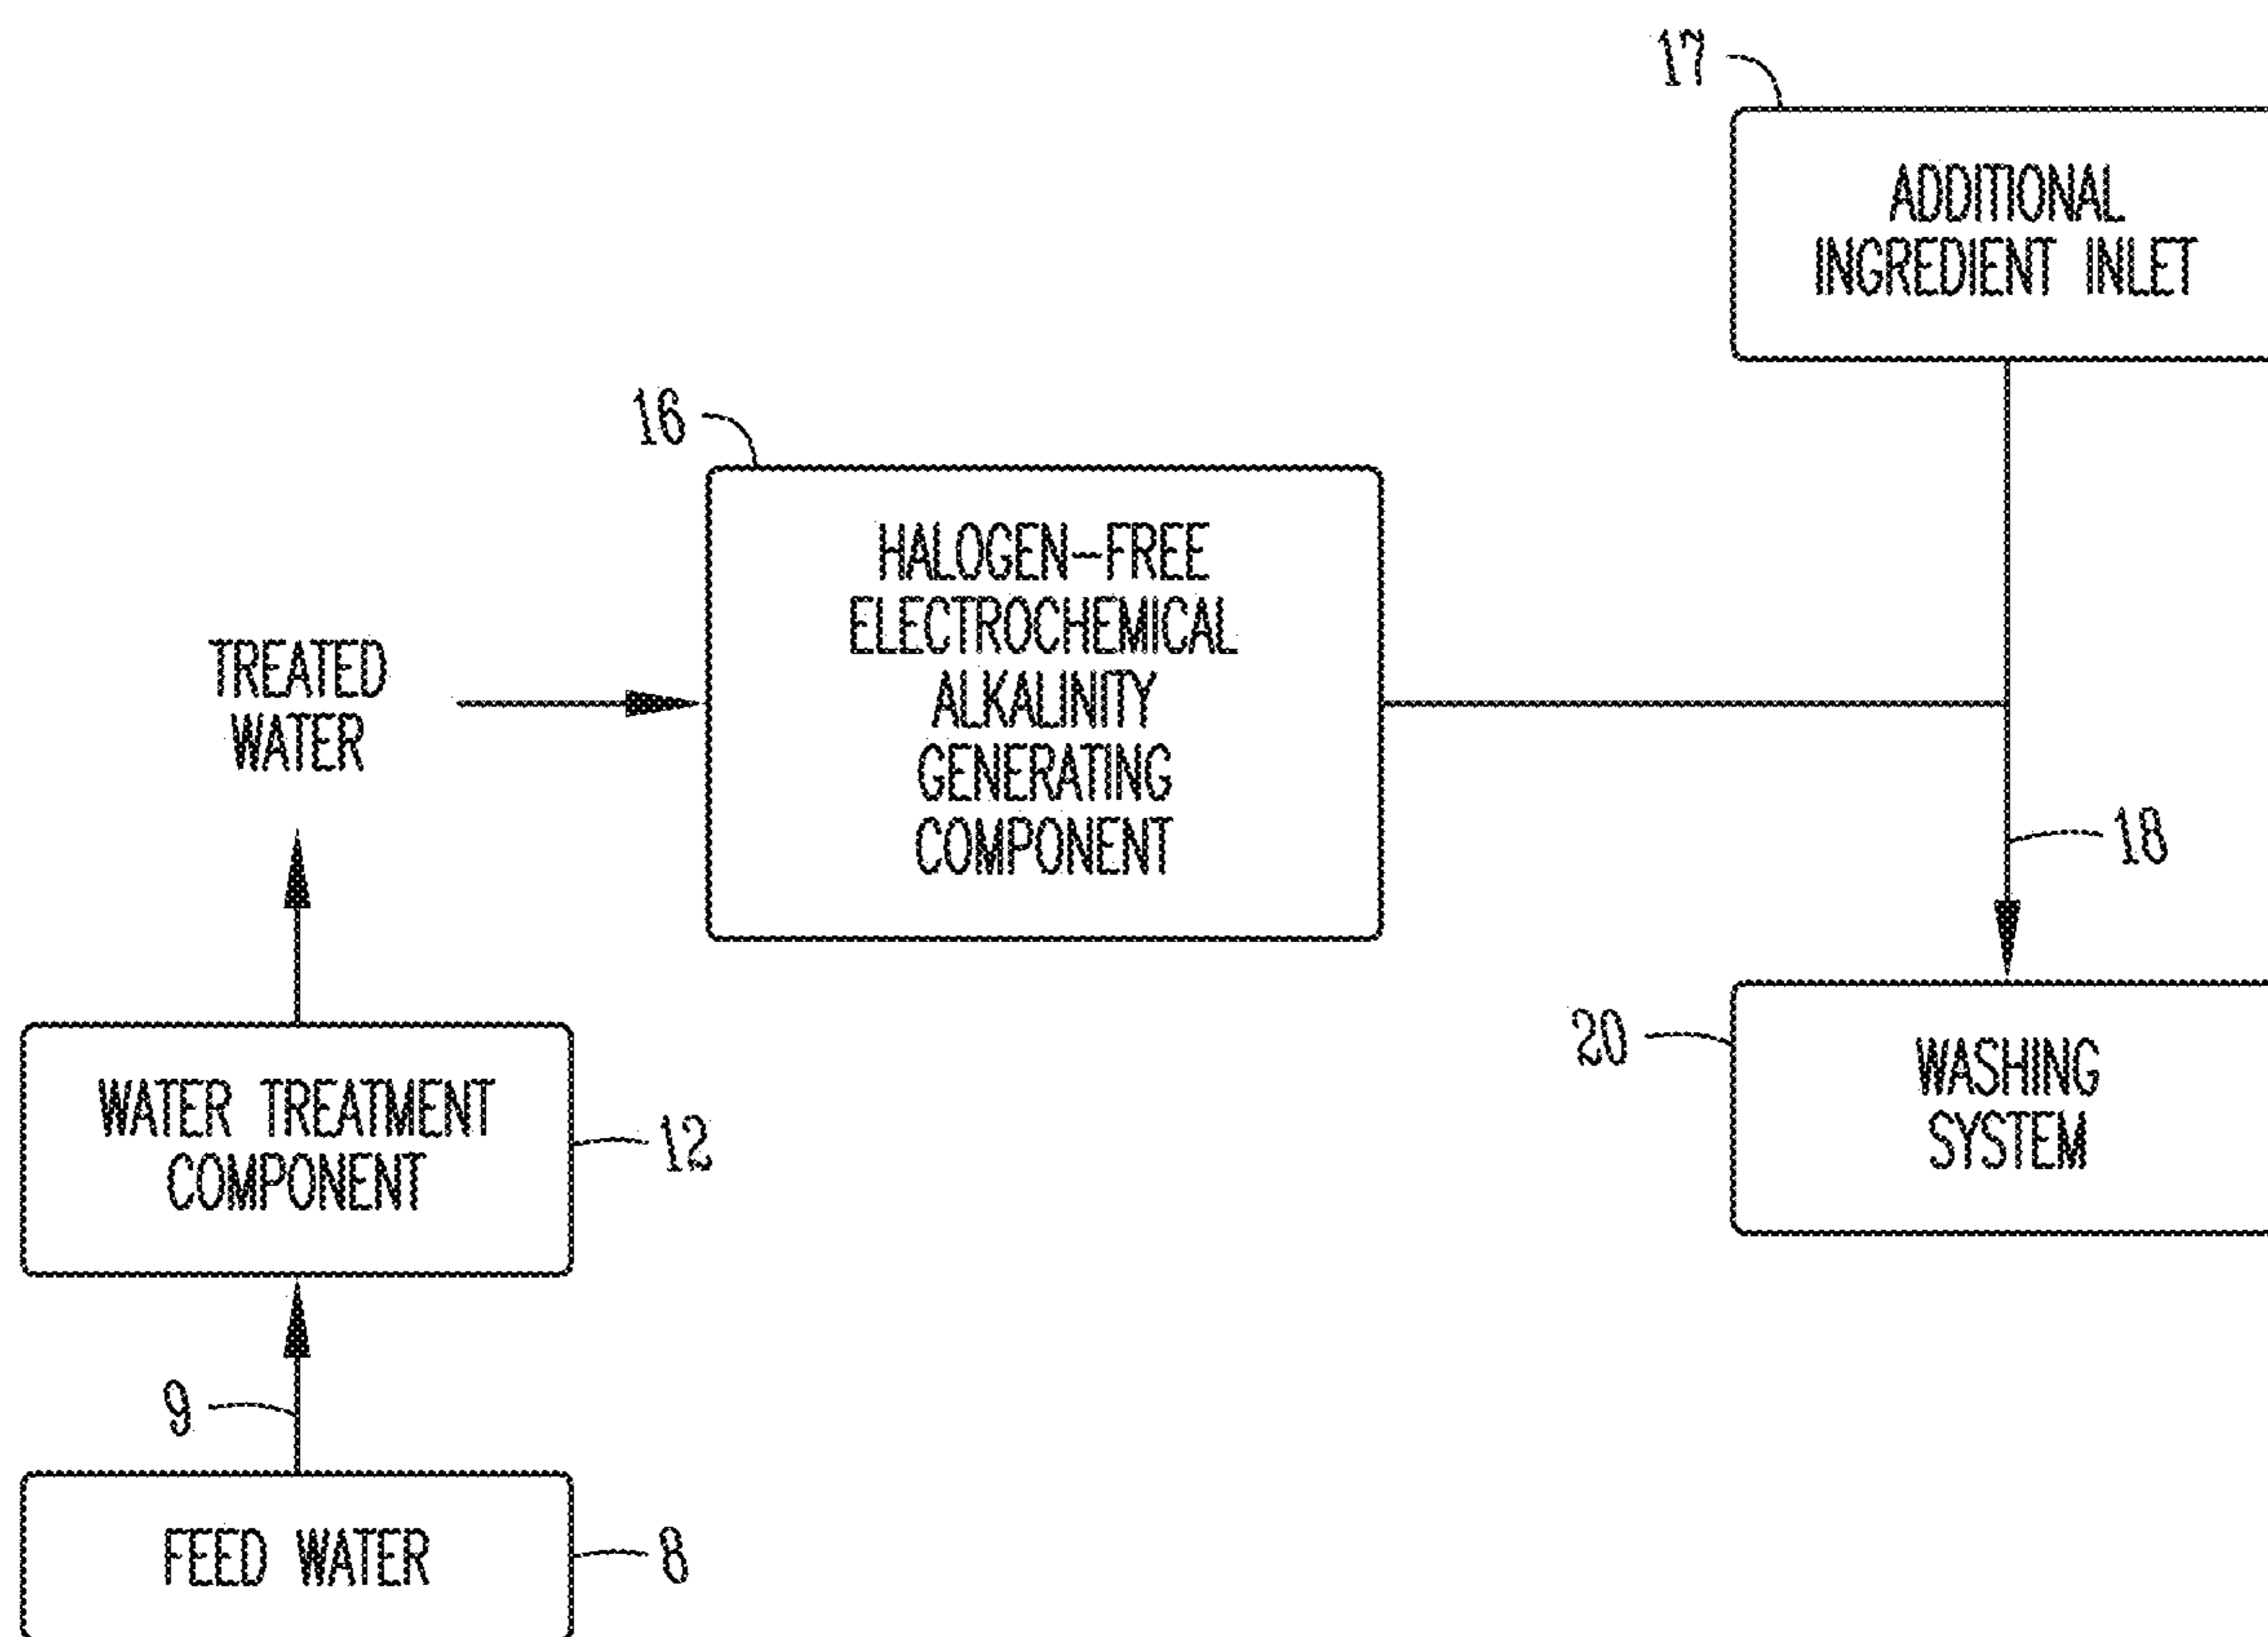 17
ADDITIONAL
INGREDIENT INLET
16
HALOGEN-FREE
ELECTROCHEMICAL
ALKALINITY
GENERATING
COMPONENT
TREATED
WATER
18
20
WASHING
SYSTEM
WATER TREATMENT
COMPONENT
12
9
FEED WATER
8